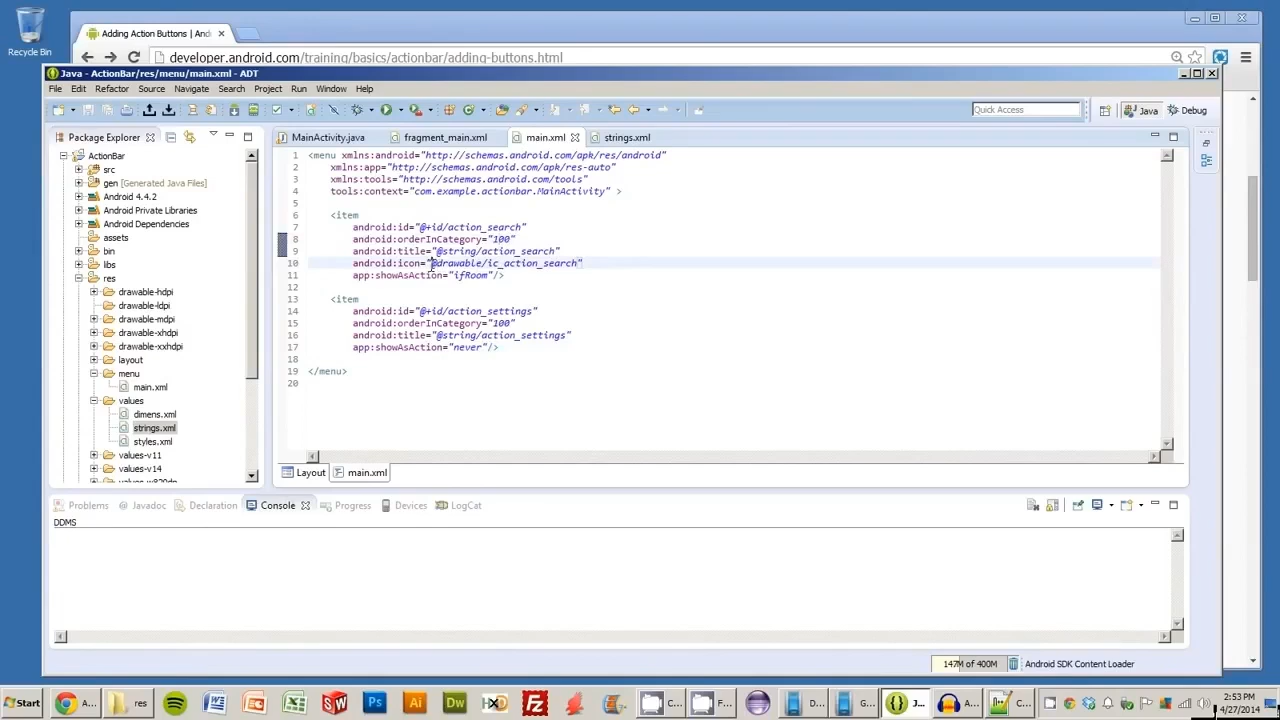 Adding Action Buttons | And
Recycle Bin
developer.android.com/training/basics/actionbar/adding-buttons.html
Java - ActionBar/res/menu/main.xml - ADT
File Edit Refactor Source Navigate Search Project Run Window Help
Quick Access
Java
Debug
Package Explorer
MainActivity.java
fragment_main.xml
main.xml
strings.xml
ActionBar
src
gen [Generated Java Files]
Android 4.4.2
Android Private Libraries
Android Dependencies
assets
bin
libs
res
drawable-hdpi
drawable-ldpi
drawable-mdpi
drawable-xhdpi
drawable-xxhdpi
layout
menu
main.xml
values
dimens.xml
strings.xml
styles.xml
values-v11
values-v14
values-w820dp
1 <menu xmlns:android="http://schemas.android.com/apk/res/android"
2 xmlns:app="http://schemas.android.com/apk/res-auto"
3 xmlns:tools="http://schemas.android.com/tools"
4 tools:context="com.example.actionbar.MainActivity" >
5
6 <item
7 android:id="@+id/action_search"
8 android:orderInCategory="100"
9 android:title="@string/action_search"
10 android:icon="@drawable/ic_action_search"
11 app:showAsAction="ifRoom"/>
12
13 <item
14 android:id="@+id/action_settings"
15 android:orderInCategory="100"
16 android:title="@string/action_settings"
17 app:showAsAction="never"/>
18
19 </menu>
20
Layout
main.xml
Problems
Javadoc
Declaration
Console
Progress
Devices
LogCat
DDMS
147M of 400M
Android SDK Content Loader
Start
A...
res
C...
F...
D...
G...
J...
A...
C...
2:53 PM
4/27/2014